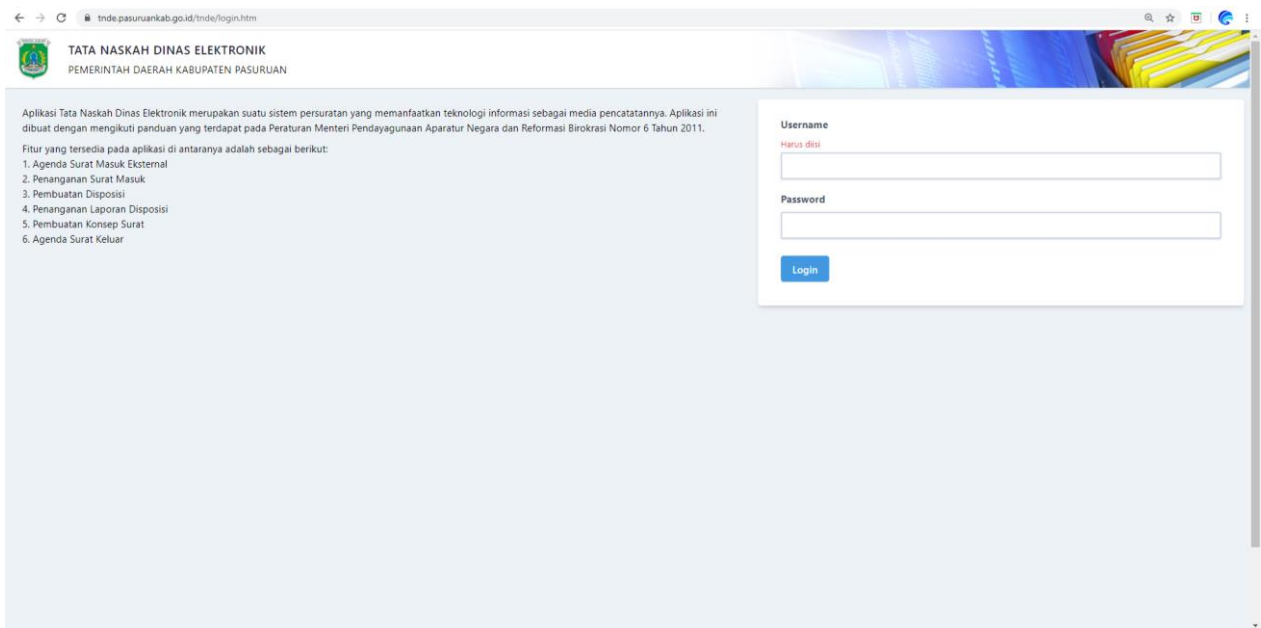 tnde.pasuruankab.go.id/tnde/login.htm
TATA NASKAH DINAS ELEKTRONIK
PEMERINTAH DAERAH KABUPATEN PASURUAN
Aplikasi Tata Naskah Dinas Elektronik merupakan suatu sistem persuratan yang memanfaatkan teknologi informasi sebagai media pencatatannya. Aplikasi ini
dibuat dengan mengikuti panduan yang terdapat pada Peraturan Menteri Pendayagunaan Aparatur Negara dan Reformasi Birokrasi Nomor 6 Tahun 2011.
Fitur yang tersedia pada aplikasi di antaranya adalah sebagai berikut:
1. Agenda Surat Masuk Eksternal
2. Penanganan Surat Masuk
3. Pembuatan Disposisi
4. Penanganan Laporan Disposisi
5. Pembuatan Konsep Surat
6. Agenda Surat Keluar
Username
Harus diisi
Password
Login